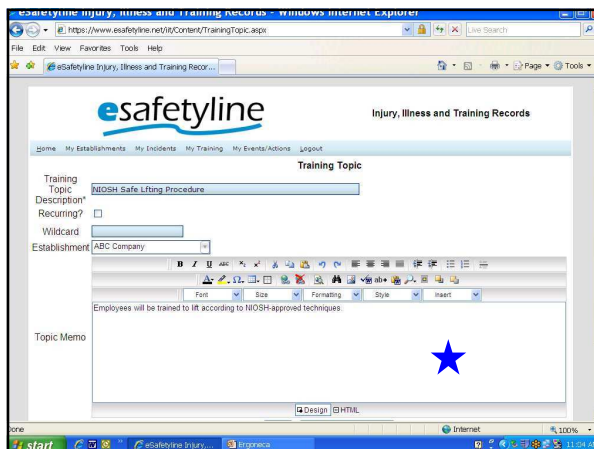 eSafetyline Injury, Illness and Training Records - Windows Internet Explorer
https://www.esafetyline.net/iit/Content/TrainingTopic.aspx
Live Search
File Edit View Favorites Tools Help
eSafetyline Injury, Illness and Training Recor...
Page Tools
esafetyline
Injury, Illness and Training Records
Home My Establishments My Incidents My Training My Events/Actions Logout
Training Topic
Training Topic Description*
NIOSH Safe Lfting Procedure
Recurring?
Wildcard
Establishment ABC Company
B I U ABC
Font Size Formatting Style Insert
Topic Memo
Employees will be trained to lift according to NIOSH-approved techniques.
Design HTML
Done Internet 100%
start eSafetyline Injury,... Ergoneca 11:04 AM